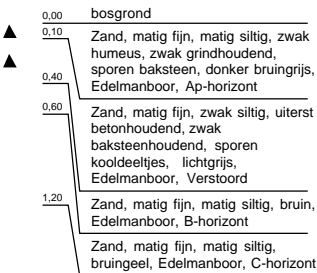 0,00 bosgrond
0,10 Zand, matig fijn, matig siltig, zwak
humeus, zwak grindhoudend,
sporen baksteen, donker bruingrijs,
Edelmanboor, Ap-horizont
0,40
0,60 Zand, matig fijn, zwak siltig, uiterst
betonhoudend, zwak
baksteenhoudend, sporen
kooldeeltjes, lichtgrijs,
Edelmanboor, Verstoord
1,20 Zand, matig fijn, matig siltig, bruin,
Edelmanboor, B-horizont
Zand, matig fijn, matig siltig,
bruingeel, Edelmanboor, C-horizont